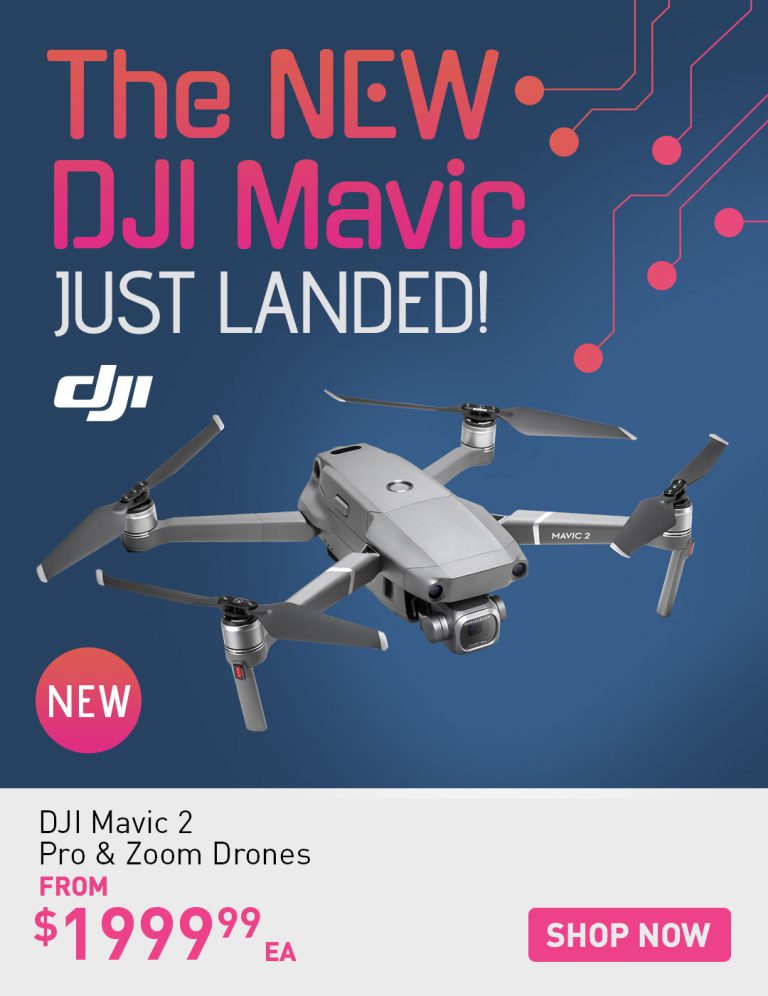 The NEW
DJI Mavic
JUST LANDED!
dji
MAVIC 2
HASSELBLAD
NEW
DJI Mavic 2
Pro & Zoom Drones
FROM
$1999.99 EA
SHOP NOW